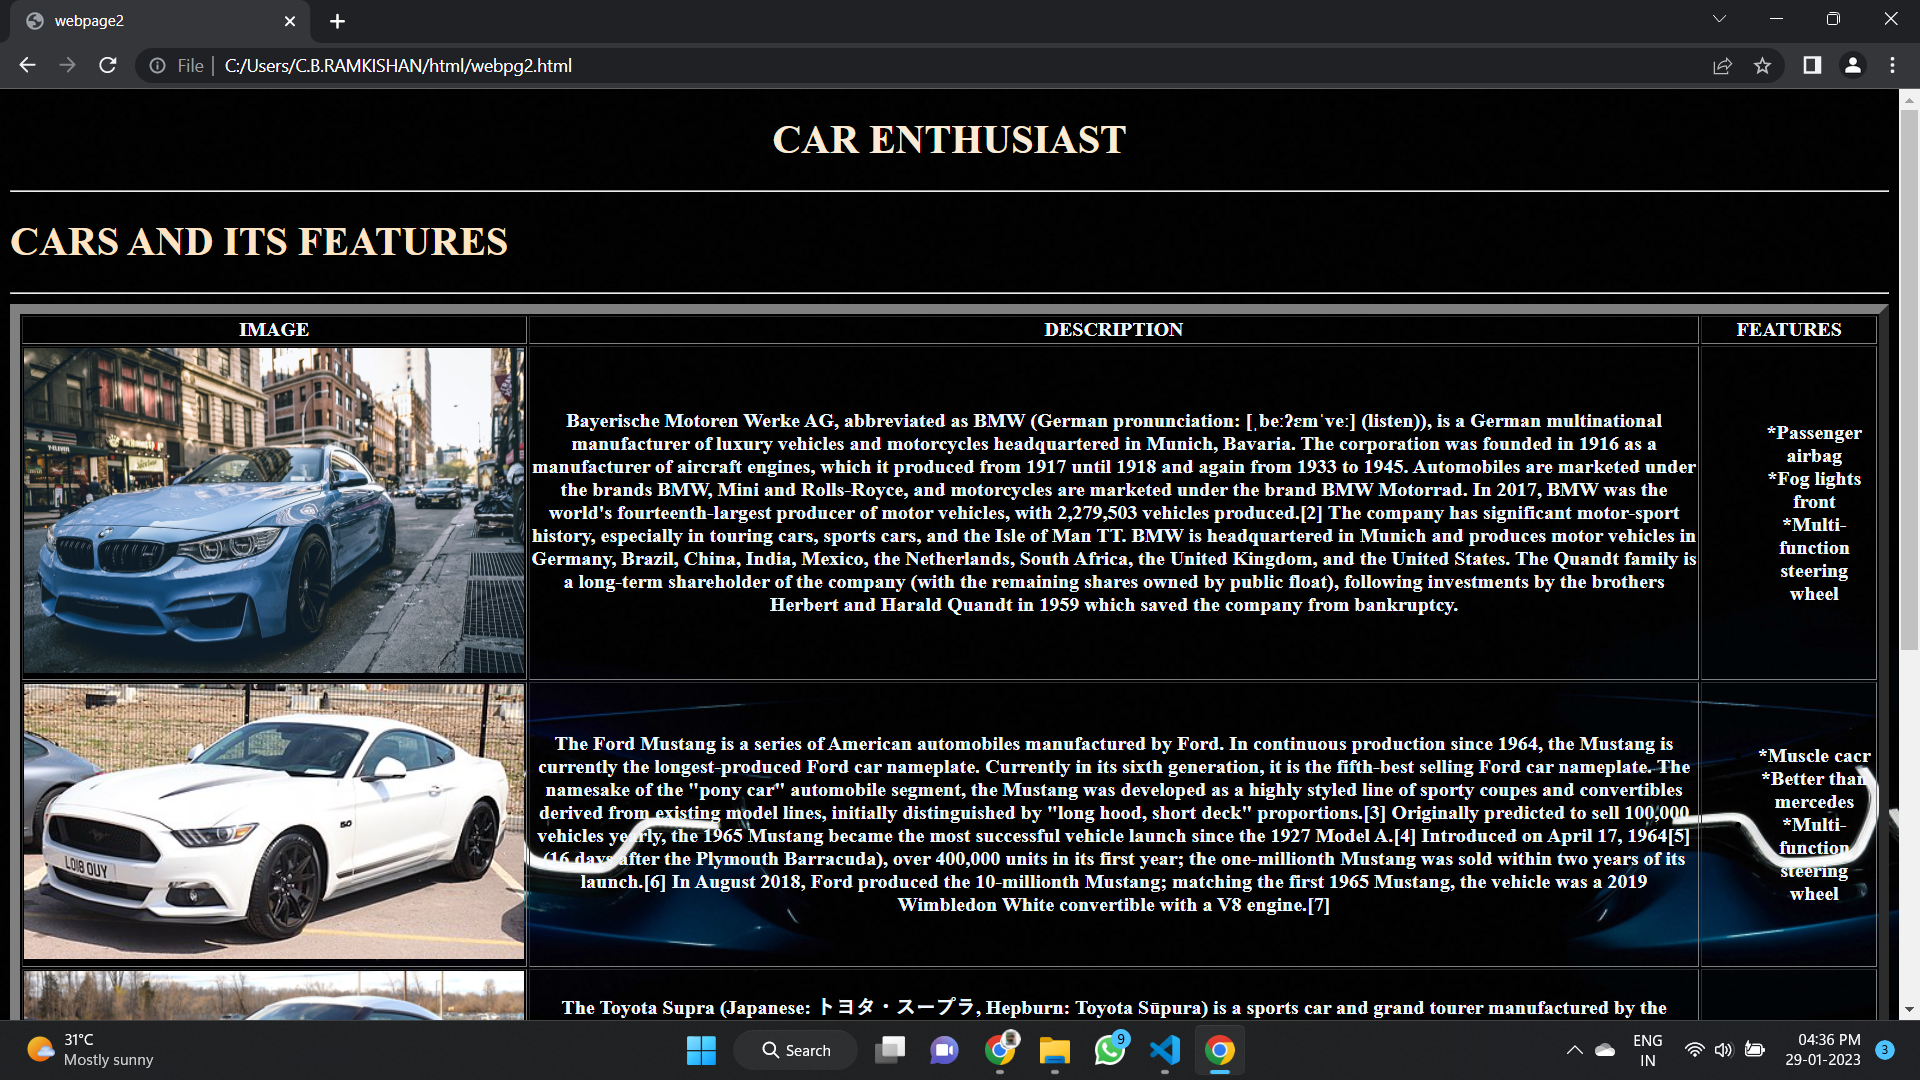 webpage2
File
C:/Users/C.B.RAMKISHAN/html/webpg2.html
CAR ENTHUSIAST
CARS AND ITS FEATURES
IMAGE
DESCRIPTION
FEATURES
Bayerische Motoren Werke AG, abbreviated as BMW (German pronunciation: [ˌbeːʔɛmˈveː] (listen)), is a German multinational
manufacturer of luxury vehicles and motorcycles headquartered in Munich, Bavaria. The corporation was founded in 1916 as a
manufacturer of aircraft engines, which it produced from 1917 until 1918 and again from 1933 to 1945. Automobiles are marketed under
the brands BMW, Mini and Rolls-Royce, and motorcycles are marketed under the brand BMW Motorrad. In 2017, BMW was the
world's fourteenth-largest producer of motor vehicles, with 2,279,503 vehicles produced.[2] The company has significant motor-sport
history, especially in touring cars, sports cars, and the Isle of Man TT. BMW is headquartered in Munich and produces motor vehicles in
Germany, Brazil, China, India, Mexico, the Netherlands, South Africa, the United Kingdom, and the United States. The Quandt family is
a long-term shareholder of the company (with the remaining shares owned by public float), following investments by the brothers
Herbert and Harald Quandt in 1959 which saved the company from bankruptcy.
*Passenger
airbag
*Fog lights
front
*Multi-
function
steering
wheel
The Ford Mustang is a series of American automobiles manufactured by Ford. In continuous production since 1964, the Mustang is
currently the longest-produced Ford car nameplate. Currently in its sixth generation, it is the fifth-best selling Ford car nameplate. The
namesake of the "pony car" automobile segment, the Mustang was developed as a highly styled line of sporty coupes and convertibles
derived from existing model lines, initially distinguished by "long hood, short deck" proportions.[3] Originally predicted to sell 100,000
vehicles yearly, the 1965 Mustang became the most successful vehicle launch since the 1927 Model A.[4] Introduced on April 17, 1964[5]
(16 days after the Plymouth Barracuda), over 400,000 units in its first year; the one-millionth Mustang was sold within two years of its
launch.[6] In August 2018, Ford produced the 10-millionth Mustang; matching the first 1965 Mustang, the vehicle was a 2019
Wimbledon White convertible with a V8 engine.[7]
*Muscle cacr
*Better than
mercedes
*Multi-
function
steering
wheel
5.0
LO18 OUY
The Toyota Supra (Japanese: トヨタ・スープラ, Hepburn: Toyota Sūpura) is a sports car and grand tourer manufactured by the
31°C
Mostly sunny
Search
9
ENG
IN
04:36 PM
29-01-2023
3